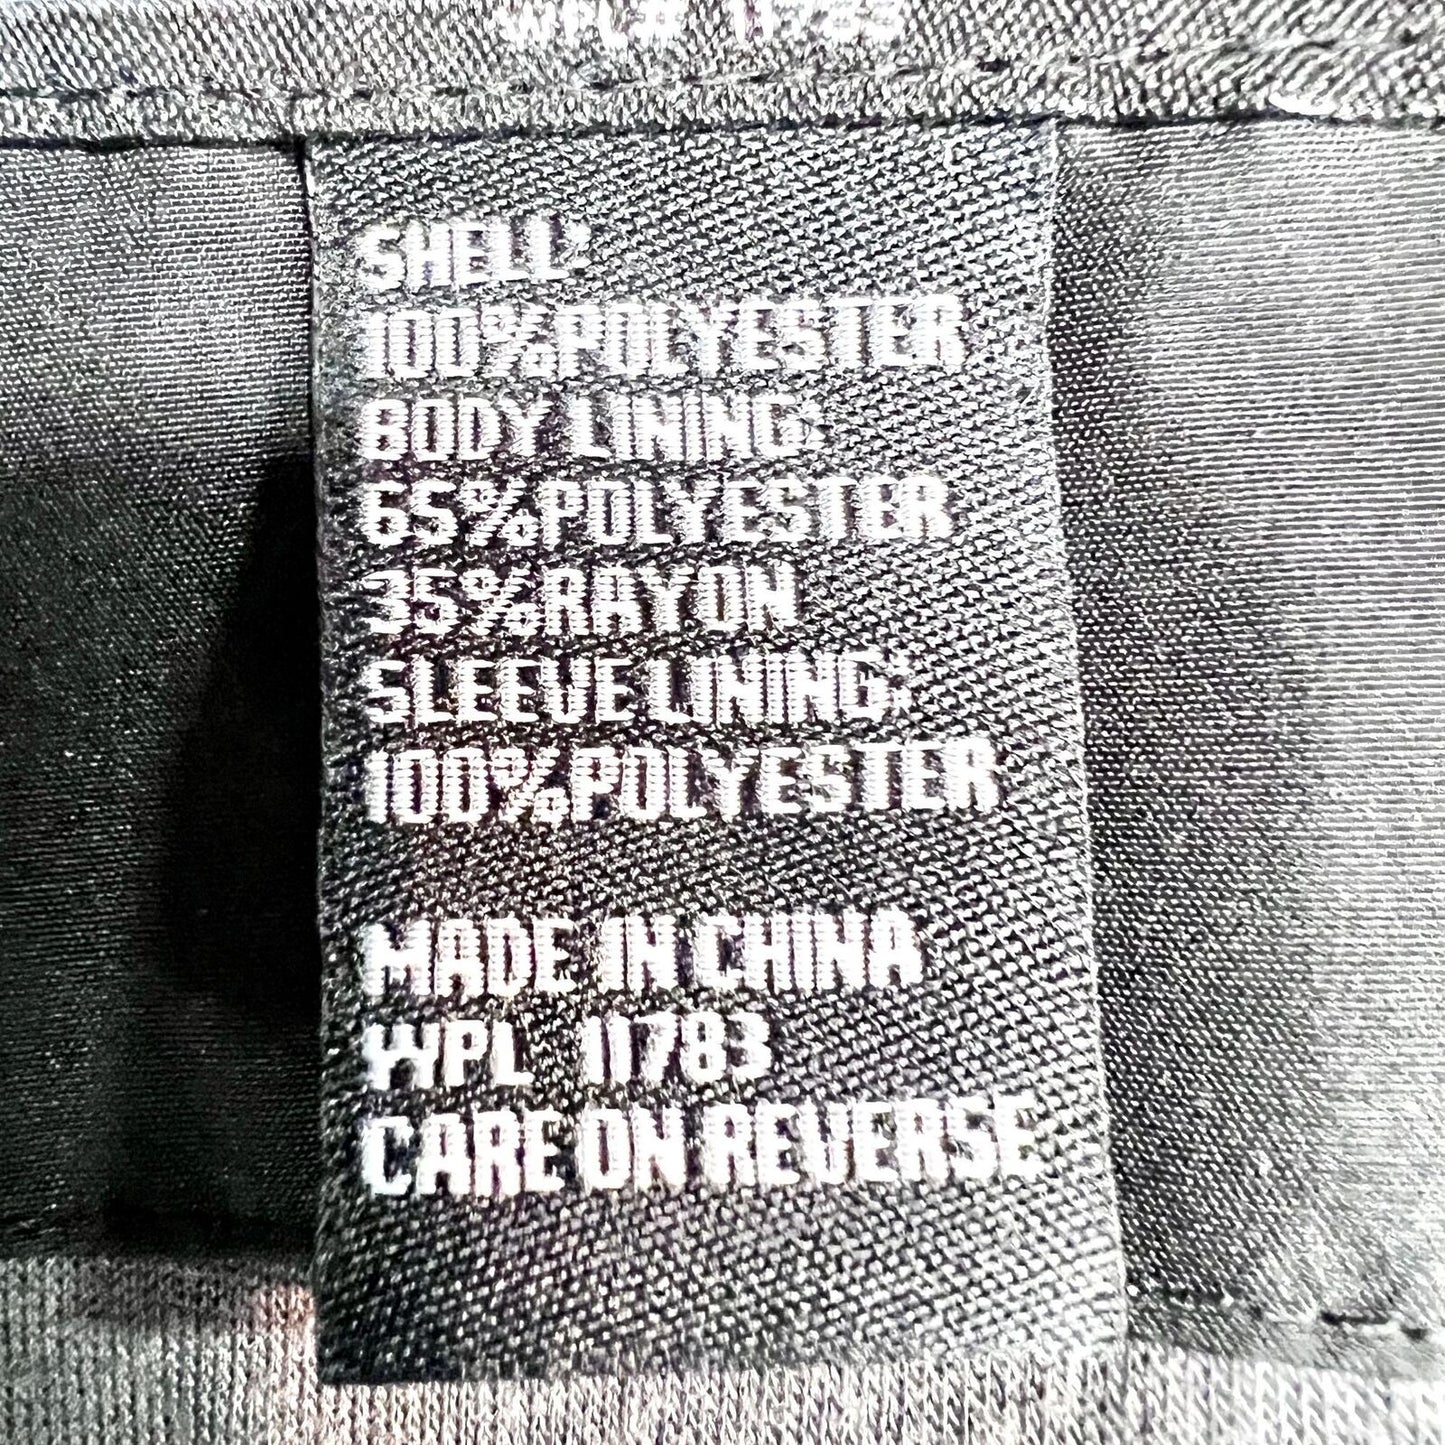 SHELL:
100%POLYESTER
BODY LINING:
65%POLYESTER
35%RAYON
SLEEVE LINING:
100%POLYESTER
MADE IN CHINA
WPL 11783
CARE ON REVERSE